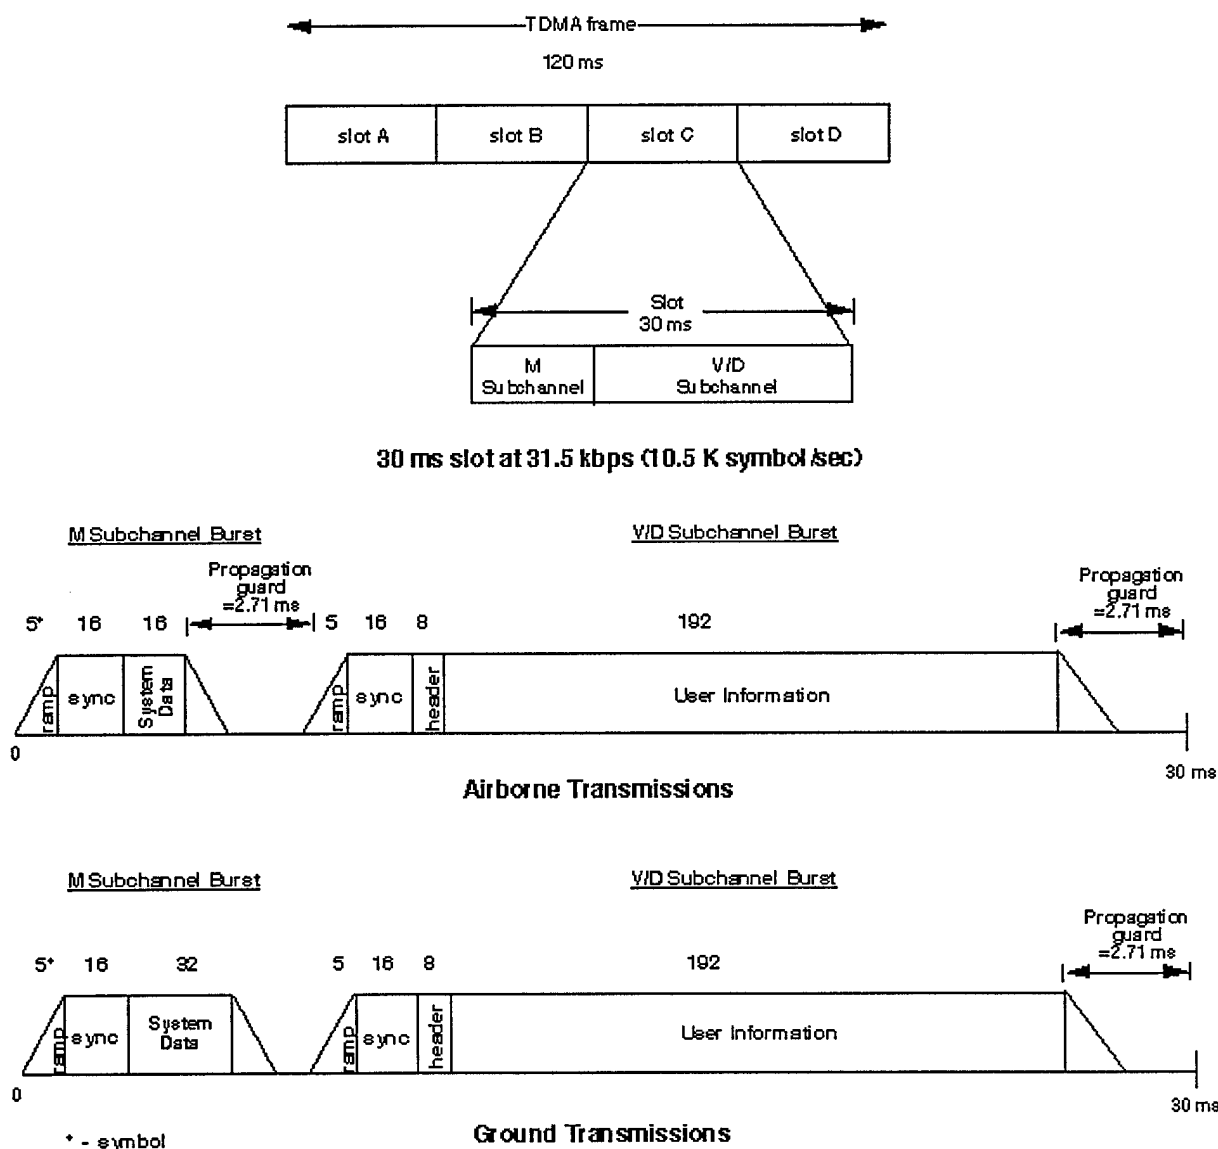 TDMA frame
120 ms
slot A
slot B
slot C
slot D
Slot
30 ms
M
Subchannel
V/D
Subchannel
30 ms slot at 31.5 kbps (10.5 K symbol/sec)
M Subchannel Burst
V/D Subchannel Burst
Propagation
guard
=2.71 ms
Propagation
guard
=2.71 ms
5*
16
16
5
16
8
192
ramp
sync
System
Data
ramp
sync
header
User Information
0
30 ms
Airborne Transmissions
M Subchannel Burst
V/D Subchannel Burst
Propagation
guard
=2.71 ms
5*
16
32
5
16
8
192
ramp
sync
System
Data
ramp
sync
header
User Information
0
30 ms
* - symbol
Ground Transmissions